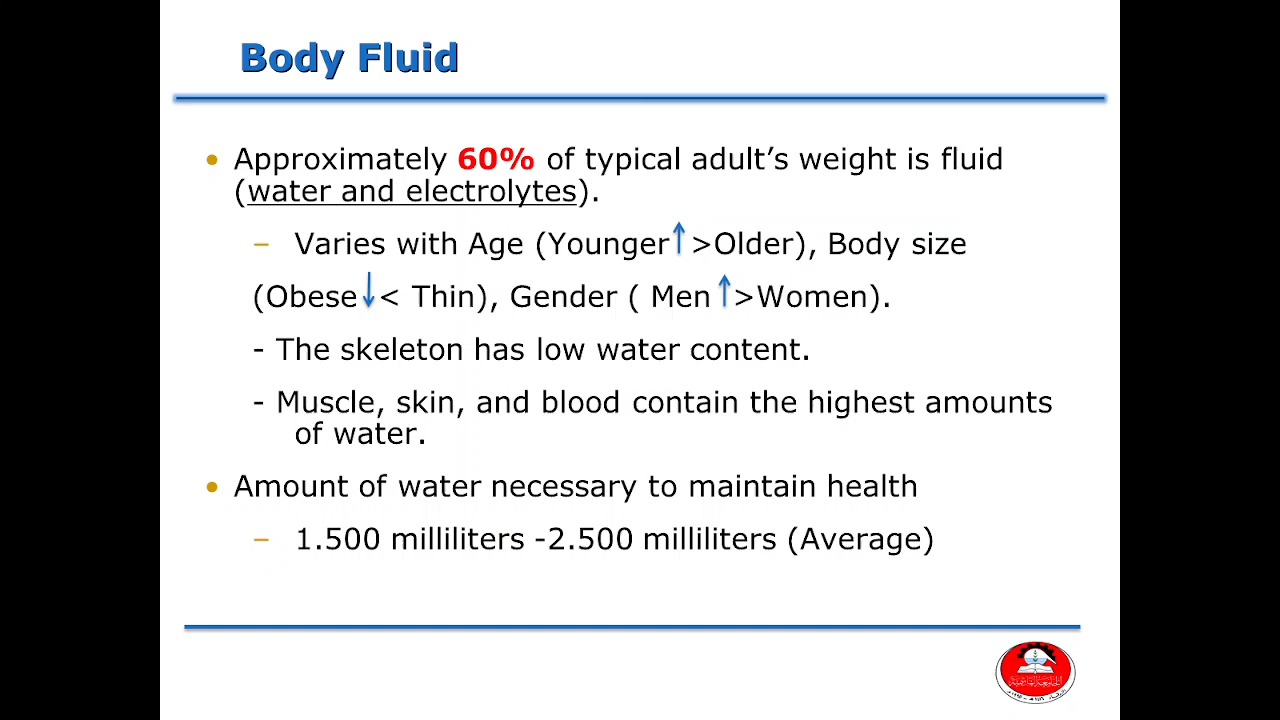 Body Fluid
• Approximately 60% of typical adult’s weight is fluid
(water and electrolytes).
– Varies with Age (Younger↑>Older), Body size
(Obese↓< Thin), Gender ( Men ↑>Women).
- The skeleton has low water content.
- Muscle, skin, and blood contain the highest amounts
of water.
• Amount of water necessary to maintain health
– 1.500 milliliters -2.500 milliliters (Average)
الجامعة الهاشمية